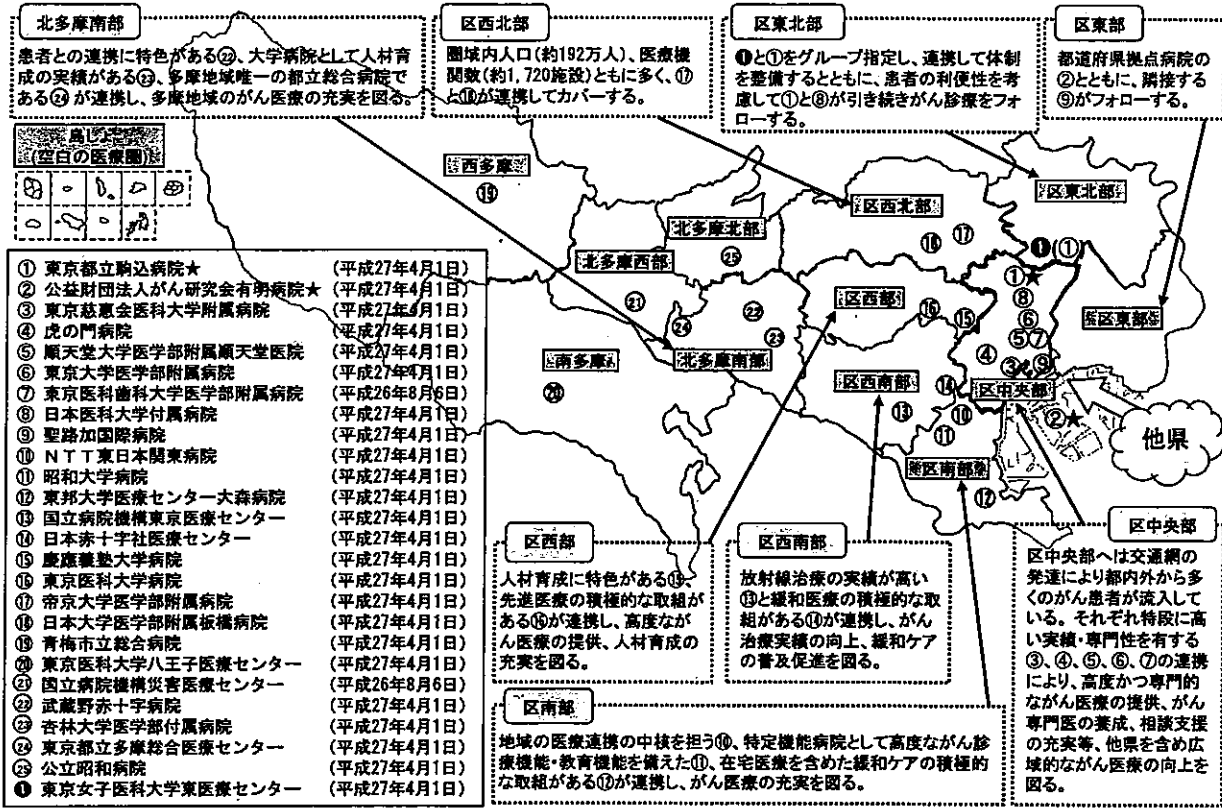 北多摩南部
患者との連携に特色がある㉒、大学病院として人材育
成の実績がある㉓、多摩地域唯一の都立総合病院で
ある㉔が連携し、多摩地域のがん医療の充実を図る。
区西北部
圏域内人口(約192万人)、医療機
関数(約1,720施設)ともに多く、⑰
と⑱が連携してカバーする。
区東北部
❶と①をグループ指定し、連携して体制
を整備するとともに、患者の利便性を考
慮して①と⑧が引き続きがん診療をフォ
ローする。
区東部
都道府県拠点病院の
②とともに、隣接する
⑨がフォローする。
島しょ
(空白の医療圏)
西多摩
⑲
北多摩北部
㉕
北多摩西部
㉑
㉔
㉒
㉓
北多摩南部
南多摩
⑳
区西北部
⑱
⑰
区東北部
❶(①)
区西部
⑯
⑮
区東部
①★
⑧
⑥
⑤⑦
④
③
⑨
区中央部
②★
他県
区西南部
⑭
⑬
⑩
⑪
区南部
⑫
① 東京都立駒込病院★ (平成27年4月1日)
② 公益財団法人がん研究会有明病院★ (平成27年4月1日)
③ 東京慈恵会医科大学附属病院 (平成27年4月1日)
④ 虎の門病院 (平成27年4月1日)
⑤ 順天堂大学医学部附属順天堂医院 (平成27年4月1日)
⑥ 東京大学医学部附属病院 (平成27年4月1日)
⑦ 東京医科歯科大学医学部附属病院 (平成26年8月6日)
⑧ 日本医科大学付属病院 (平成27年4月1日)
⑨ 聖路加国際病院 (平成27年4月1日)
⑩ NTT東日本関東病院 (平成27年4月1日)
⑪ 昭和大学病院 (平成27年4月1日)
⑫ 東邦大学医療センター大森病院 (平成27年4月1日)
⑬ 国立病院機構東京医療センター (平成27年4月1日)
⑭ 日本赤十字社医療センター (平成27年4月1日)
⑮ 慶應義塾大学病院 (平成27年4月1日)
⑯ 東京医科大学病院 (平成27年4月1日)
⑰ 帝京大学医学部附属病院 (平成27年4月1日)
⑱ 日本大学医学部附属板橋病院 (平成27年4月1日)
⑲ 青梅市立総合病院 (平成27年4月1日)
⑳ 東京医科大学八王子医療センター (平成27年4月1日)
㉑ 国立病院機構災害医療センター (平成26年8月6日)
㉒ 武蔵野赤十字病院 (平成27年4月1日)
㉓ 杏林大学医学部付属病院 (平成27年4月1日)
㉔ 東京都立多摩総合医療センター (平成27年4月1日)
㉕ 公立昭和病院 (平成27年4月1日)
❶ 東京女子医科大学東医療センター (平成27年4月1日)
区西部
人材育成に特色がある⑮、
先進医療の積極的な取組が
ある⑯が連携し、高度なが
ん医療の提供、人材育成の
充実を図る。
区西南部
放射線治療の実績が高い
⑬と緩和医療の積極的な取
組がある⑭が連携し、がん
治療実績の向上、緩和ケア
の普及促進を図る。
区中央部
区中央部へは交通網の
発達により都内外から多
くのがん患者が流入して
いる。それぞれ特段に高
い実績・専門性を有する
③、④、⑤、⑥、⑦の連携
により、高度かつ専門的
ながん医療の提供、がん
専門医の養成、相談支援
の充実等、他県を含め広
域的ながん医療の向上を
図る。
区南部
地域の医療連携の中核を担う⑩、特定機能病院として高度ながん診
療機能・教育機能を備えた⑪、在宅医療を含めた緩和ケアの積極的
な取組がある⑫が連携し、がん医療の充実を図る。